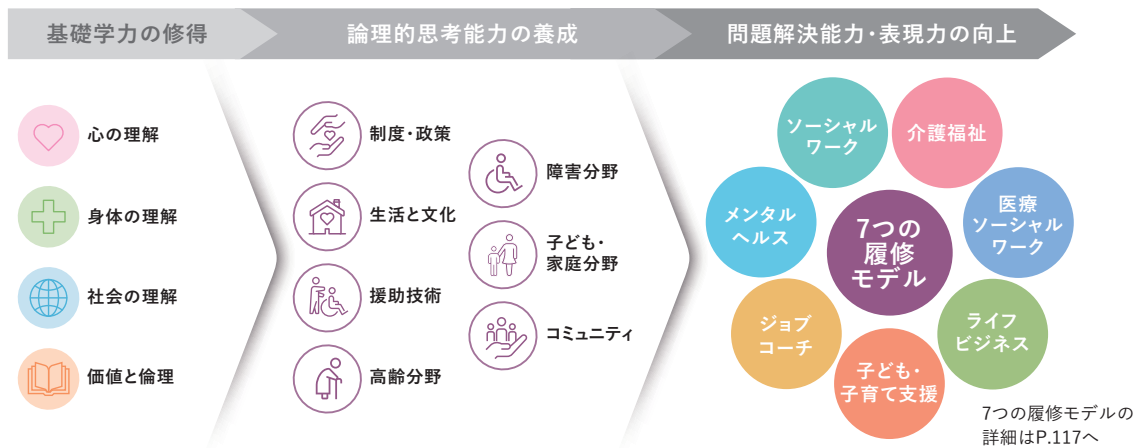 基礎学力の修得
論理的思考能力の養成
問題解決能力・表現力の向上
心の理解
身体の理解
社会の理解
価値と倫理
制度・政策
生活と文化
援助技術
高齢分野
障害分野
子ども・
家庭分野
コミュニティ
7つの
履修
モデル
ソーシャル
ワーク
介護福祉
医療
ソーシャル
ワーク
ライフ
ビジネス
子ども・
子育て支援
ジョブ
コーチ
メンタル
ヘルス
7つの履修モデルの
詳細はP.117へ